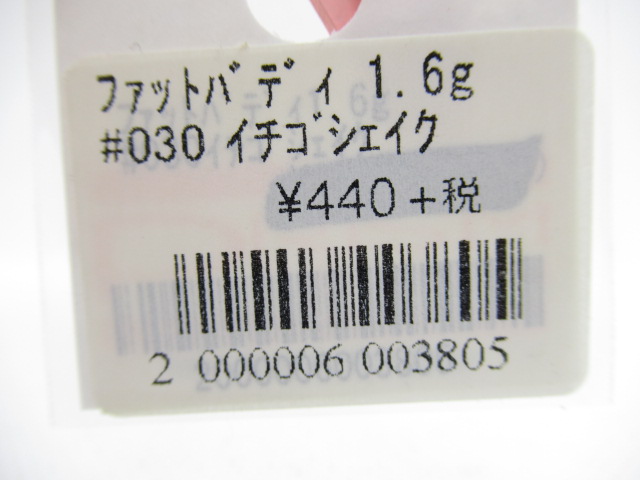 ﾌｧｯﾄﾊﾞﾃﾞｨ 1.6g
#030 ｲﾁｺﾞｼｪｲｸ
¥440+税
2 000006 003805